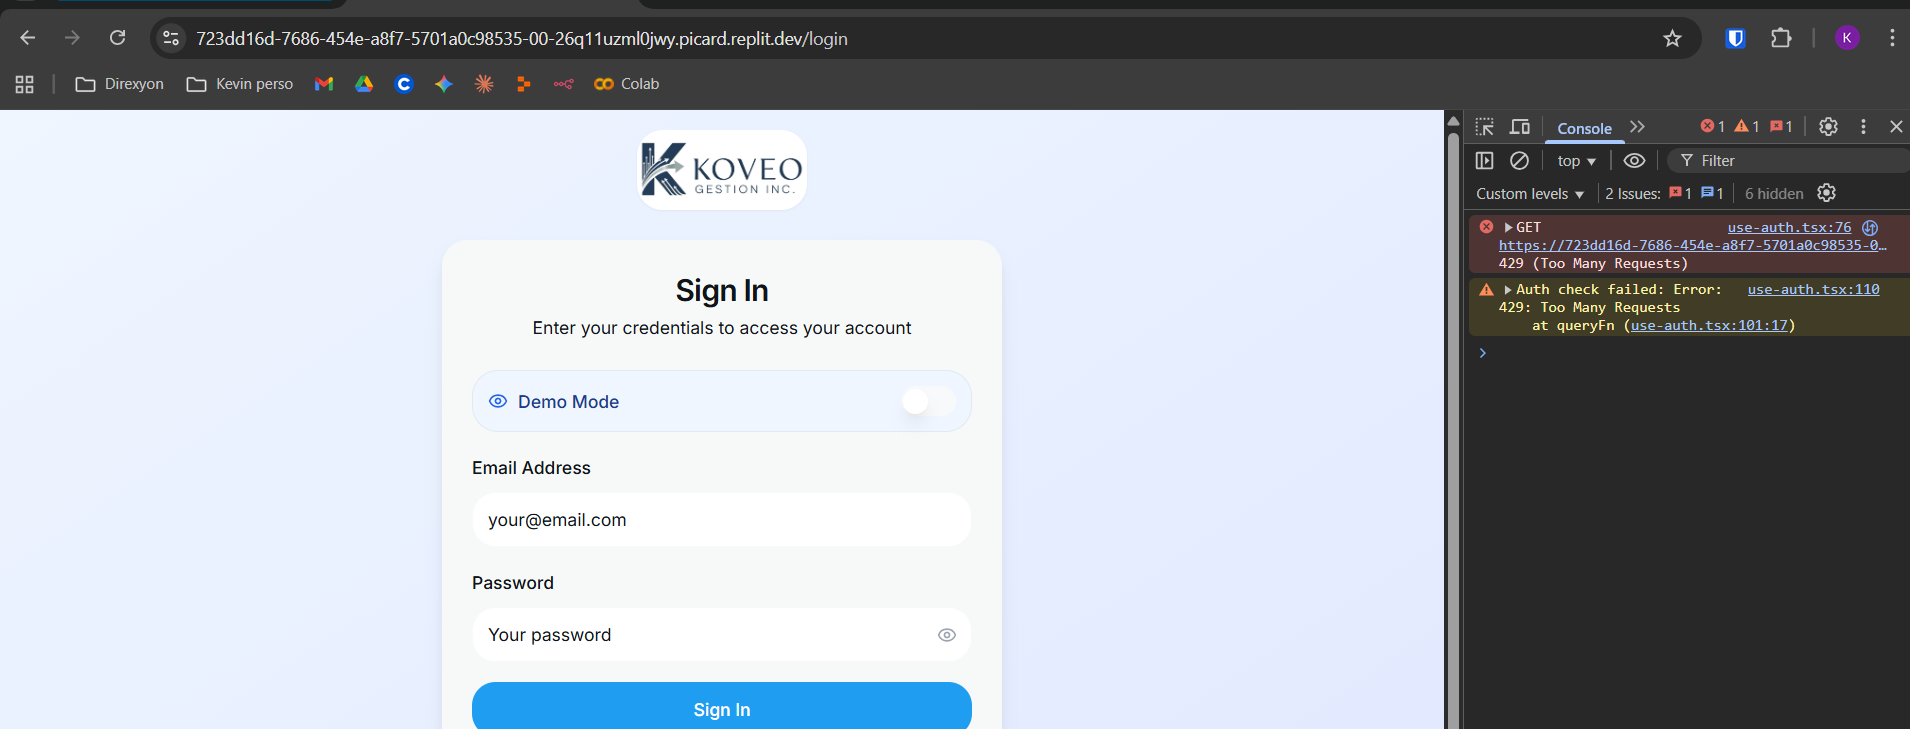 723dd16d-7686-454e-a8f7-5701a0c98535-00-26q11uzml0jwy.picard.replit.dev/login
K
Direxyon
Kevin perso
Colab
KOVEO
GESTION INC.
Sign In
Enter your credentials to access your account
Demo Mode
Email Address
your@email.com
Password
Your password
Sign In
Console 1 1 1
top Filter
Custom levels 2 Issues: 1 1 6 hidden
GET use-auth.tsx:76
https://723dd16d-7686-454e-a8f7-5701a0c98535-0…
429 (Too Many Requests)
Auth check failed: Error: use-auth.tsx:110
429: Too Many Requests
at queryFn (use-auth.tsx:101:17)